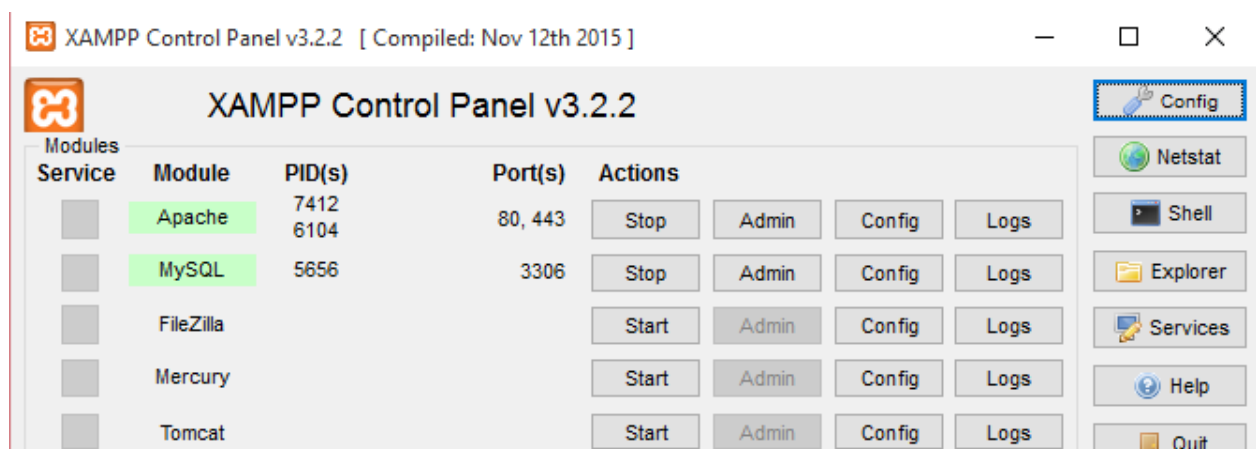 XAMPP Control Panel v3.2.2 [ Compiled: Nov 12th 2015 ]
XAMPP Control Panel v3.2.2
Config
Modules
Netstat
Service Module PID(s) Port(s) Actions
Apache 7412 6104 80, 443 Stop Admin Config Logs
Shell
MySQL 5656 3306 Stop Admin Config Logs
Explorer
FileZilla Start Admin Config Logs
Services
Mercury Start Admin Config Logs
Help
Tomcat Start Admin Config Logs
Quit